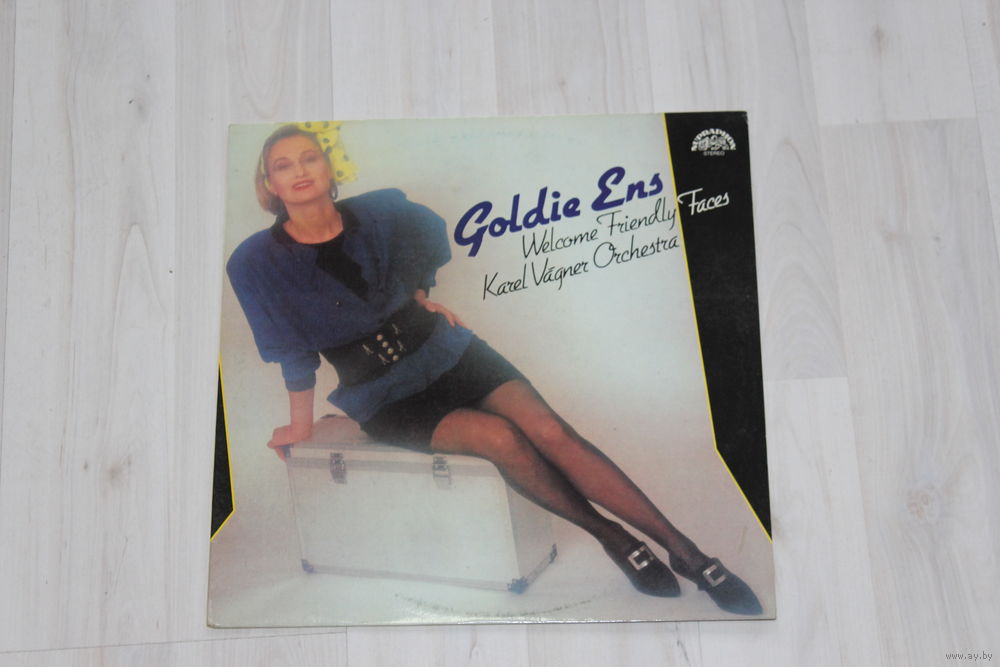 SUPRAPHON
STEREO
Goldie Ens
Welcome Friendly Faces
Karel Vágner Orchestra
www.ay.by